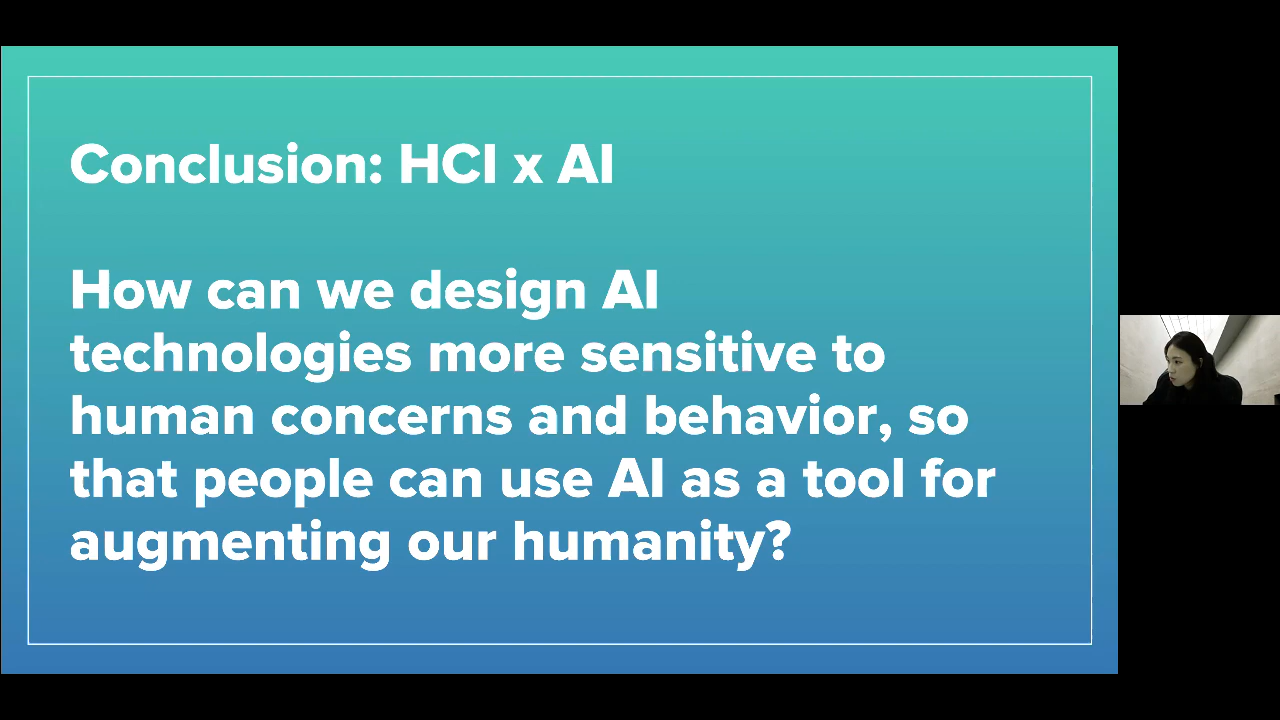 Conclusion: HCI x AI
How can we design AI
technologies more sensitive to
human concerns and behavior, so
that people can use AI as a tool for
augmenting our humanity?